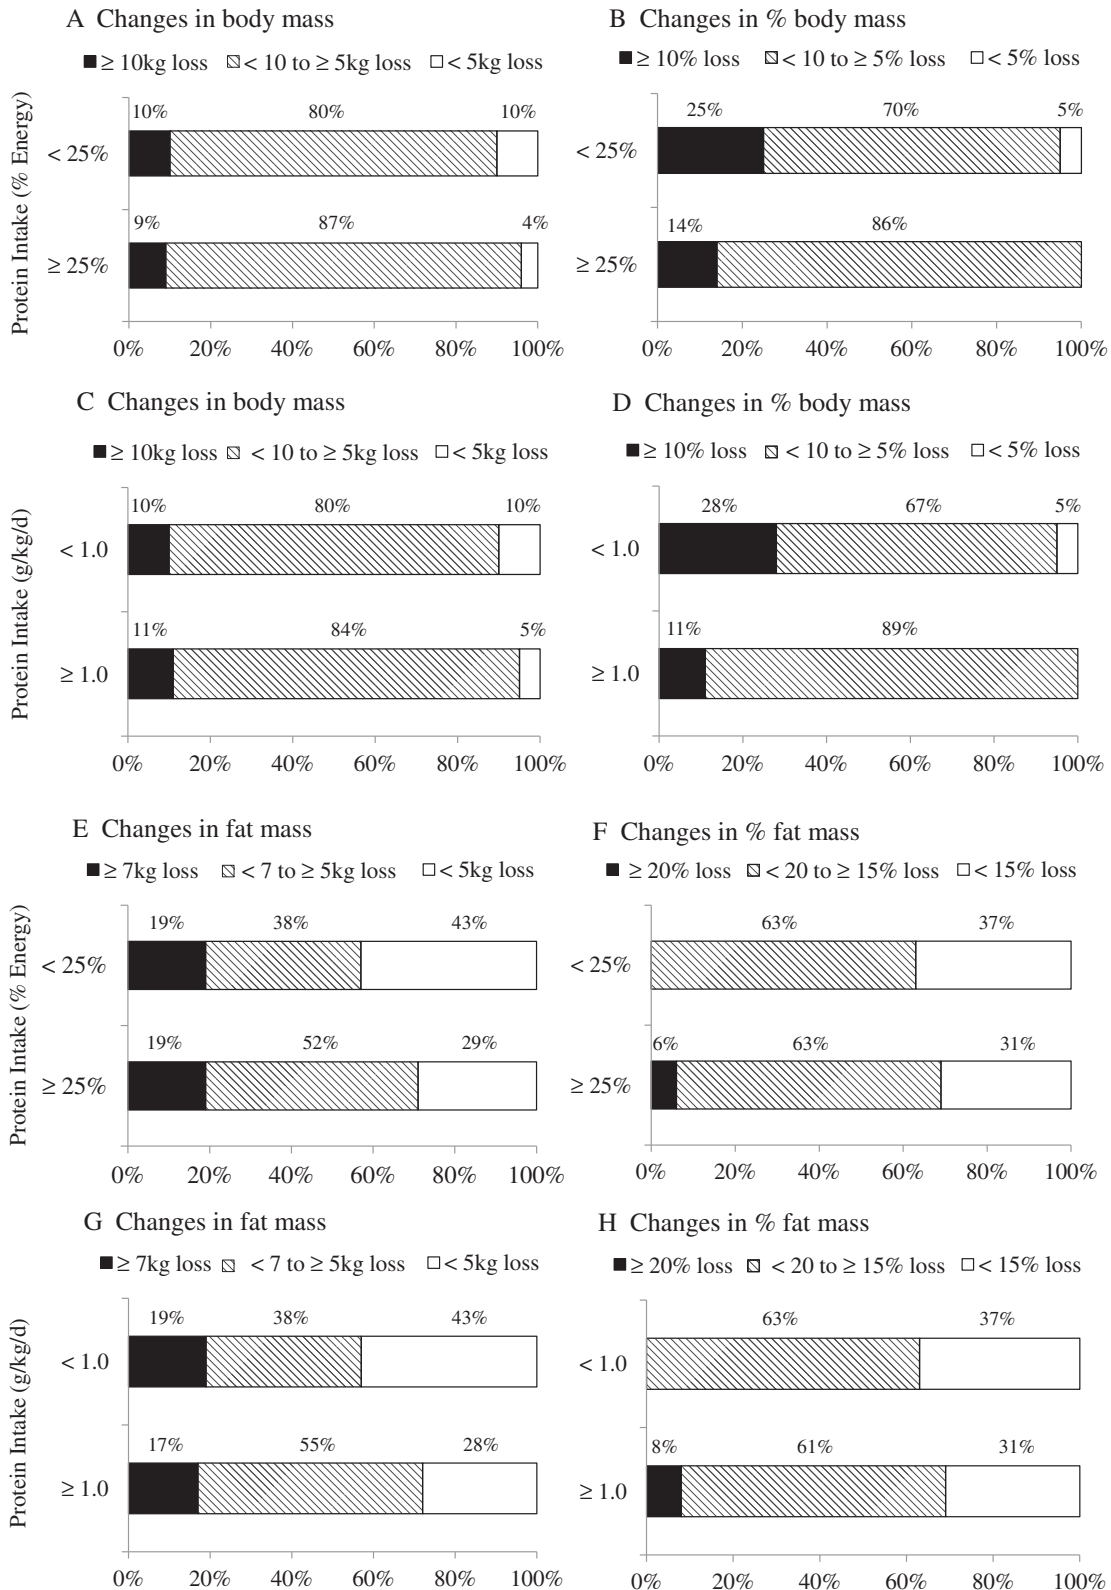 A Changes in body mass
≥ 10kg loss < 10 to ≥ 5kg loss < 5kg loss
Protein Intake (% Energy)
10% 80% 10%
< 25%
9% 87% 4%
≥ 25%
0% 20% 40% 60% 80% 100%
B Changes in % body mass
≥ 10% loss < 10 to ≥ 5% loss < 5% loss
25% 70% 5%
< 25%
14% 86%
≥ 25%
0% 20% 40% 60% 80% 100%
C Changes in body mass
≥ 10kg loss < 10 to ≥ 5kg loss < 5kg loss
Protein Intake (g/kg/d)
10% 80% 10%
< 1.0
11% 84% 5%
≥ 1.0
0% 20% 40% 60% 80% 100%
D Changes in % body mass
≥ 10% loss < 10 to ≥ 5% loss < 5% loss
28% 67% 5%
< 1.0
11% 89%
≥ 1.0
0% 20% 40% 60% 80% 100%
E Changes in fat mass
≥ 7kg loss < 7 to ≥ 5kg loss < 5kg loss
Protein Intake (% Energy)
19% 38% 43%
< 25%
19% 52% 29%
≥ 25%
0% 20% 40% 60% 80% 100%
F Changes in % fat mass
≥ 20% loss < 20 to ≥ 15% loss < 15% loss
63% 37%
< 25%
6% 63% 31%
≥ 25%
0% 20% 40% 60% 80% 100%
G Changes in fat mass
≥ 7kg loss < 7 to ≥ 5kg loss < 5kg loss
Protein Intake (g/kg/d)
19% 38% 43%
< 1.0
17% 55% 28%
≥ 1.0
0% 20% 40% 60% 80% 100%
H Changes in % fat mass
≥ 20% loss < 20 to ≥ 15% loss < 15% loss
63% 37%
< 1.0
8% 61% 31%
≥ 1.0
0% 20% 40% 60% 80% 100%